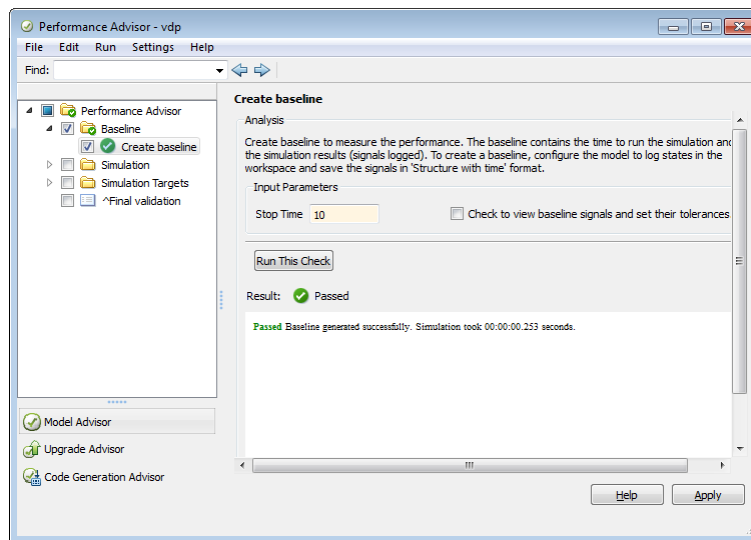 Performance Advisor - vdp
File Edit Run Settings Help
Find:
Create baseline
Performance Advisor
Baseline
Create baseline
Simulation
Simulation Targets
^Final validation
Analysis
Create baseline to measure the performance. The baseline contains the time to run the simulation and
the simulation results (signals logged). To create a baseline, configure the model to log states in the
workspace and save the signals in 'Structure with time' format.
Input Parameters
Stop Time 10 Check to view baseline signals and set their tolerances
Run This Check
Result: Passed
Passed Baseline generated successfully. Simulation took 00:00:00.253 seconds.
Model Advisor
Upgrade Advisor
Code Generation Advisor
Help Apply